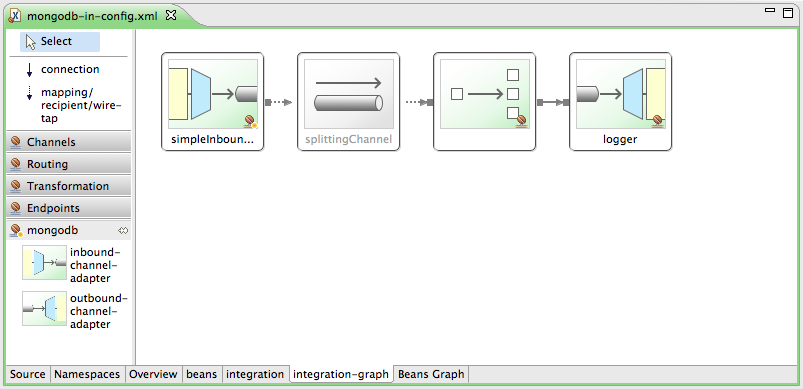 mongodb-in-config.xml
Select
connection
mapping/
recipient/wire-
tap
Channels
Routing
Transformation
Endpoints
mongodb
inbound-
channel-
adapter
outbound-
channel-
adapter
simpleInboun...
splittingChannel
logger
Source Namespaces Overview beans integration integration-graph Beans Graph